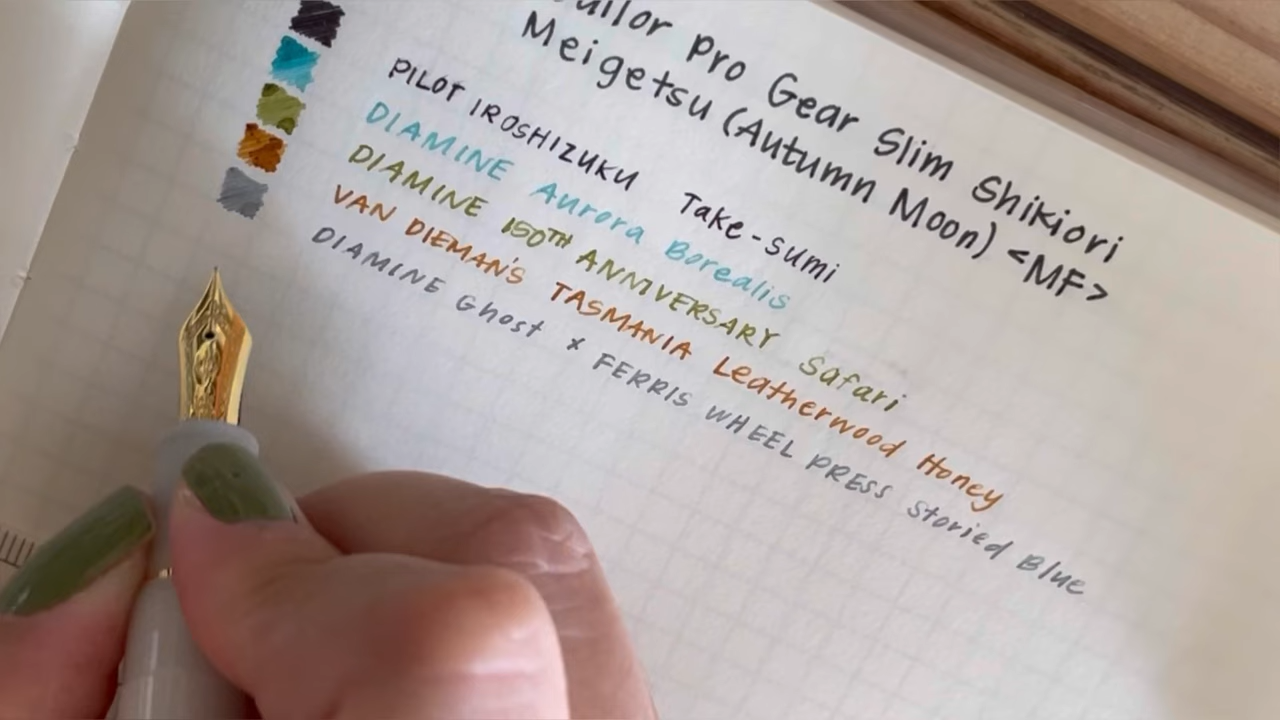 Pro Gear Slim Shikiori
Meigetsu (Autumn Moon) <MF>
PILOT IROSHIZUKU Take-sumi
DIAMINE Aurora Borealis
DIAMINE 150TH ANNIVERSARY Safari
VAN DIEMAN'S TASMANIA Leatherwood Honey
DIAMINE Ghost x FERRIS WHEEL PRESS Storied Blue